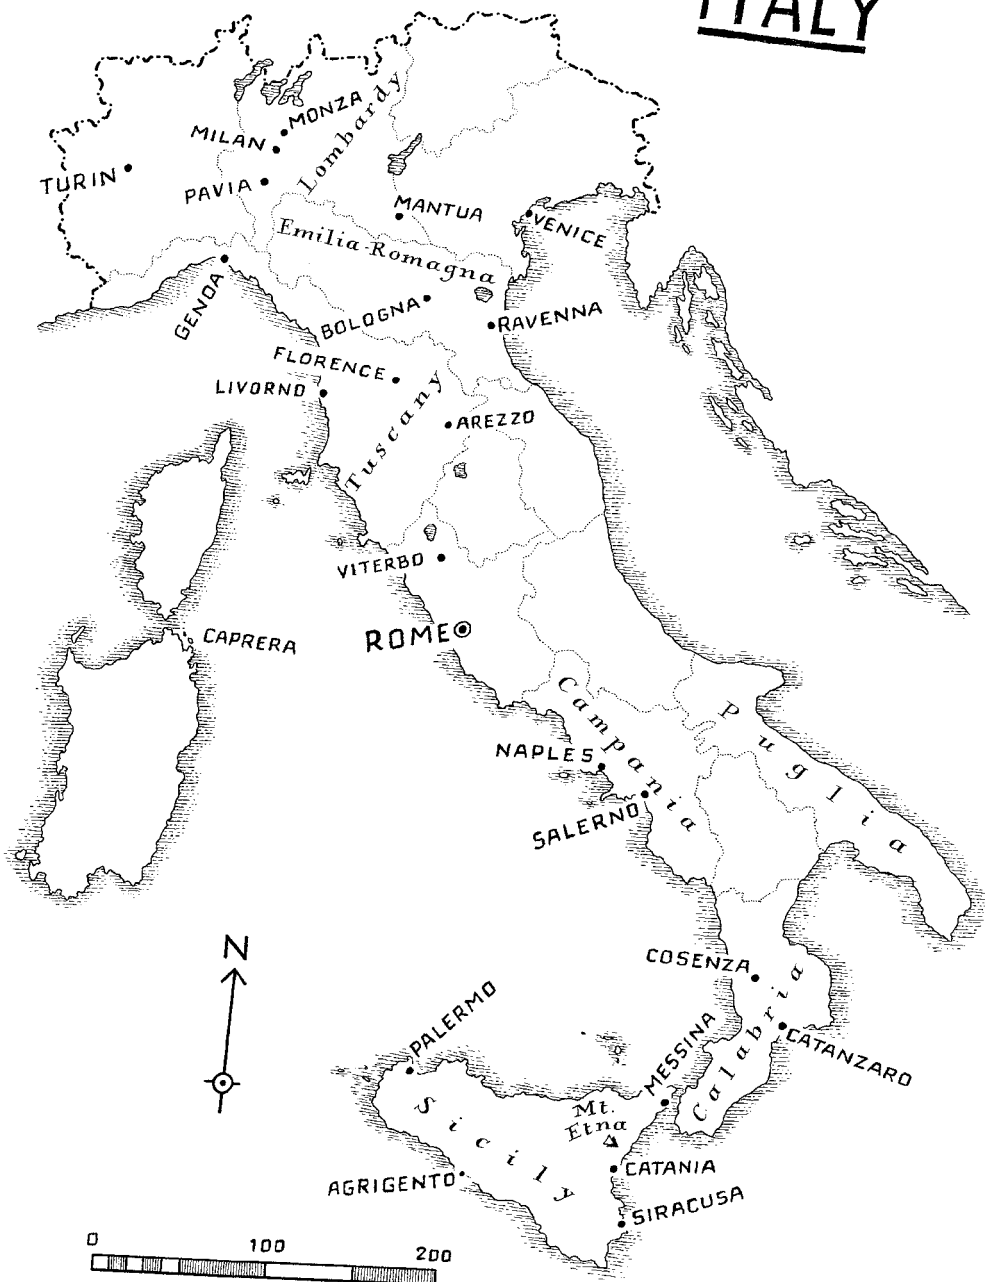 ITALY
MONZA
MILAN
Lombardy
TURIN
PAVIA
MANTUA
VENICE
Emilia-Romagna
GENOA
BOLOGNA
RAVENNA
FLORENCE
LIVORNO
Tuscany
AREZZO
VITERBO
ROME
CAPRERA
Campania
Puglia
NAPLES
SALERNO
N
COSENZA
Calabria
PALERMO
MESSINA
CATANZARO
Sicily
Mt.
Etna
CATANIA
AGRIGENTO
SIRACUSA
0 100 200